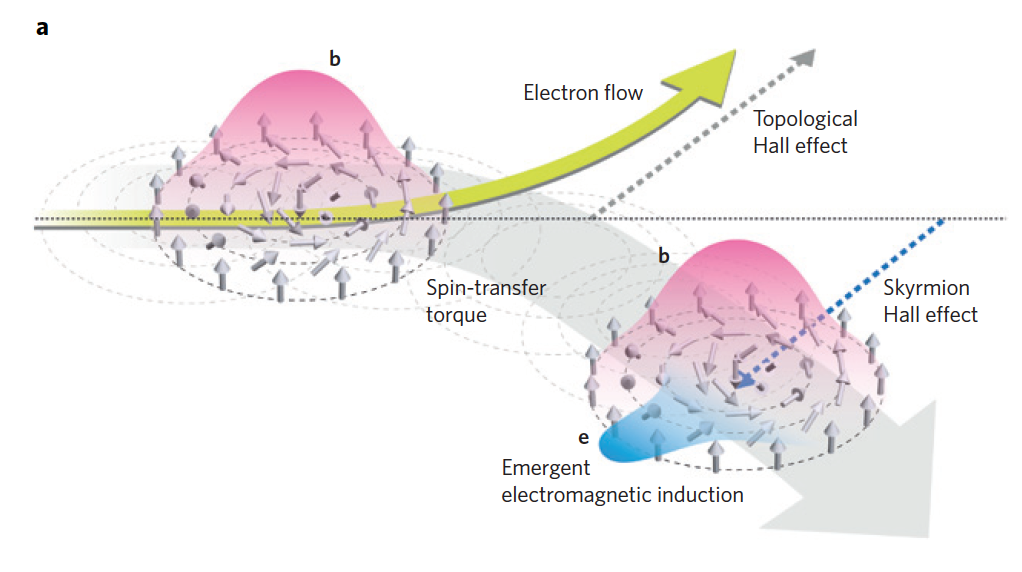 a
b
Electron flow
Topological
Hall effect
b
Spin-transfer
torque
Skyrmion
Hall effect
e
Emergent
electromagnetic induction